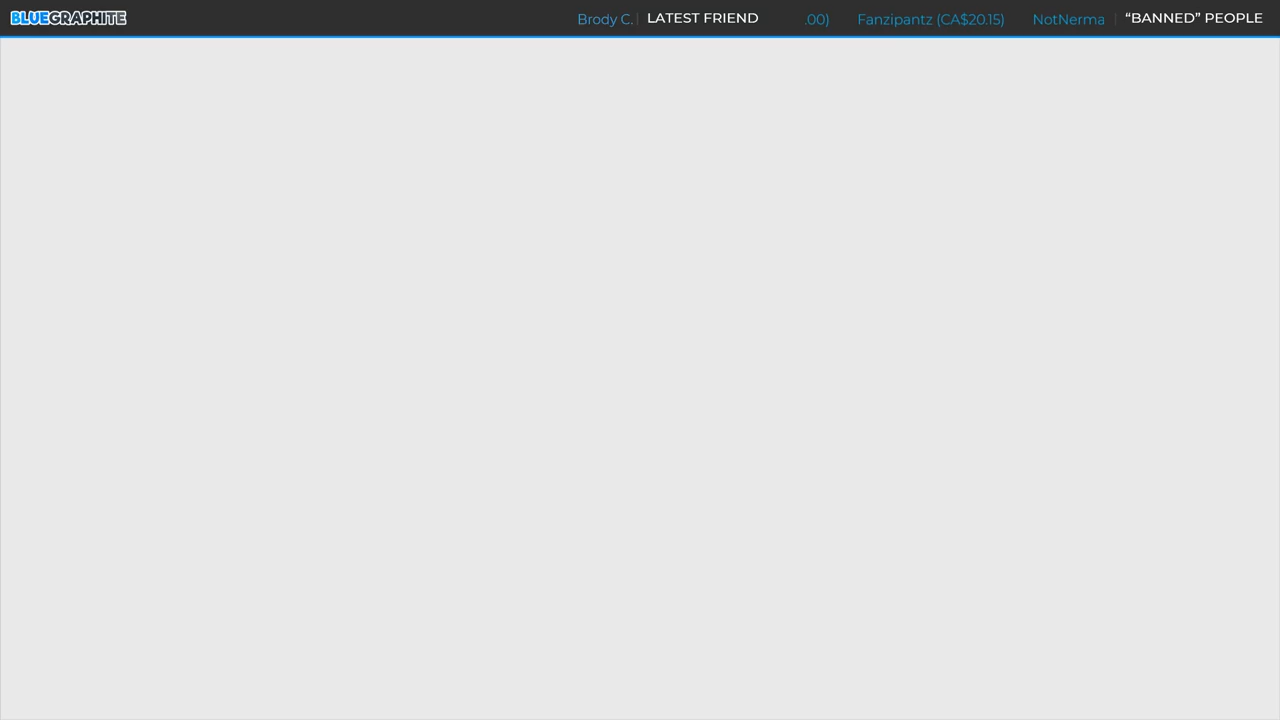 BLUEGRAPHITE Brody C. | LATEST FRIEND .00) Fanzipantz (CA$20.15) NotNerma | “BANNED” PEOPLE